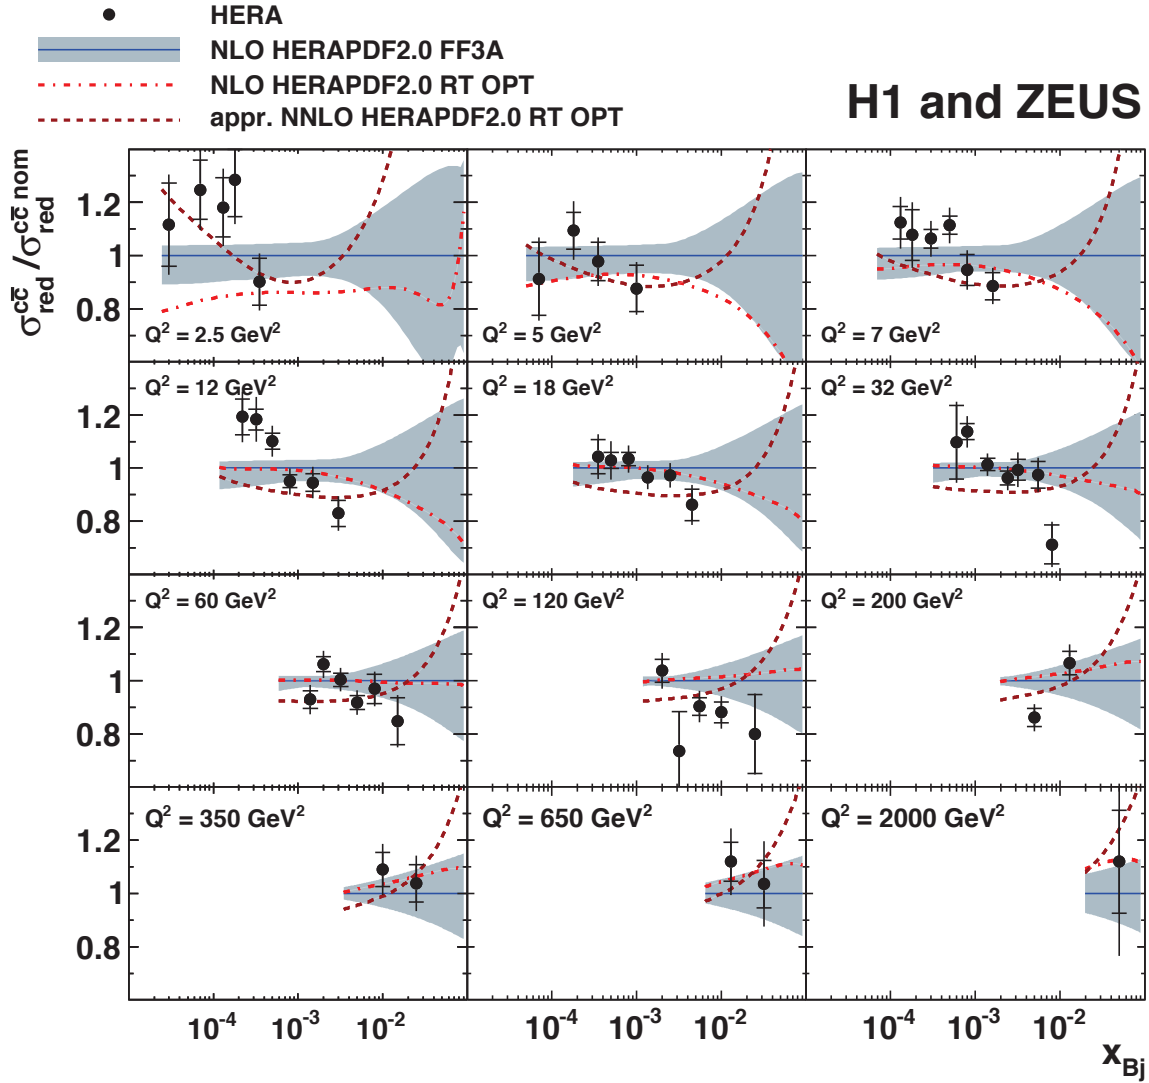 HERA
NLO HERAPDF2.0 FF3A
NLO HERAPDF2.0 RT OPT
appr. NNLO HERAPDF2.0 RT OPT
H1 and ZEUS
σ_red^{cc̅} / σ_red^{cc̅ nom}
1.2
1
0.8
Q² = 2.5 GeV²
Q² = 5 GeV²
Q² = 7 GeV²
1.2
1
0.8
Q² = 12 GeV²
Q² = 18 GeV²
Q² = 32 GeV²
1.2
1
0.8
Q² = 60 GeV²
Q² = 120 GeV²
Q² = 200 GeV²
1.2
1
0.8
Q² = 350 GeV²
Q² = 650 GeV²
Q² = 2000 GeV²
10⁻⁴ 10⁻³ 10⁻² 10⁻⁴ 10⁻³ 10⁻² 10⁻⁴ 10⁻³ 10⁻²
x_Bj